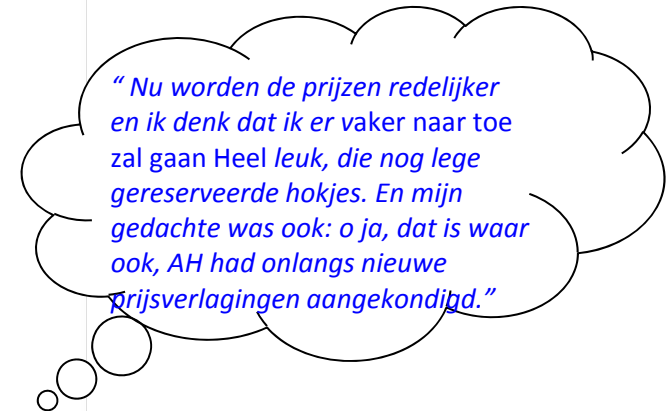 “ Nu worden de prijzen redelijker
en ik denk dat ik er vaker naar toe
zal gaan Heel leuk, die nog lege
gereserveerde hokjes. En mijn
gedachte was ook: o ja, dat is waar
ook, AH had onlangs nieuwe
prijsverlagingen aangekondigd.”